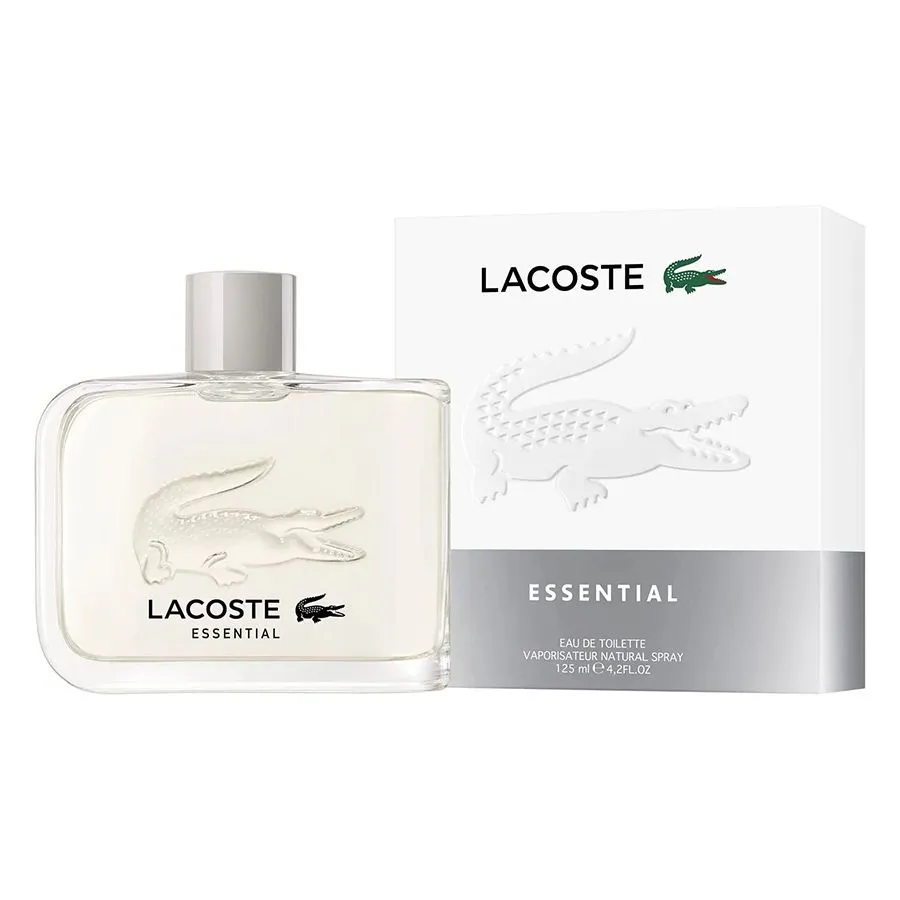 LACOSTE
ESSENTIAL
LACOSTE
ESSENTIAL
EAU DE TOILETTE
VAPORISATEUR NATURAL SPRAY
125 ml ℮ 4,2FL.OZ